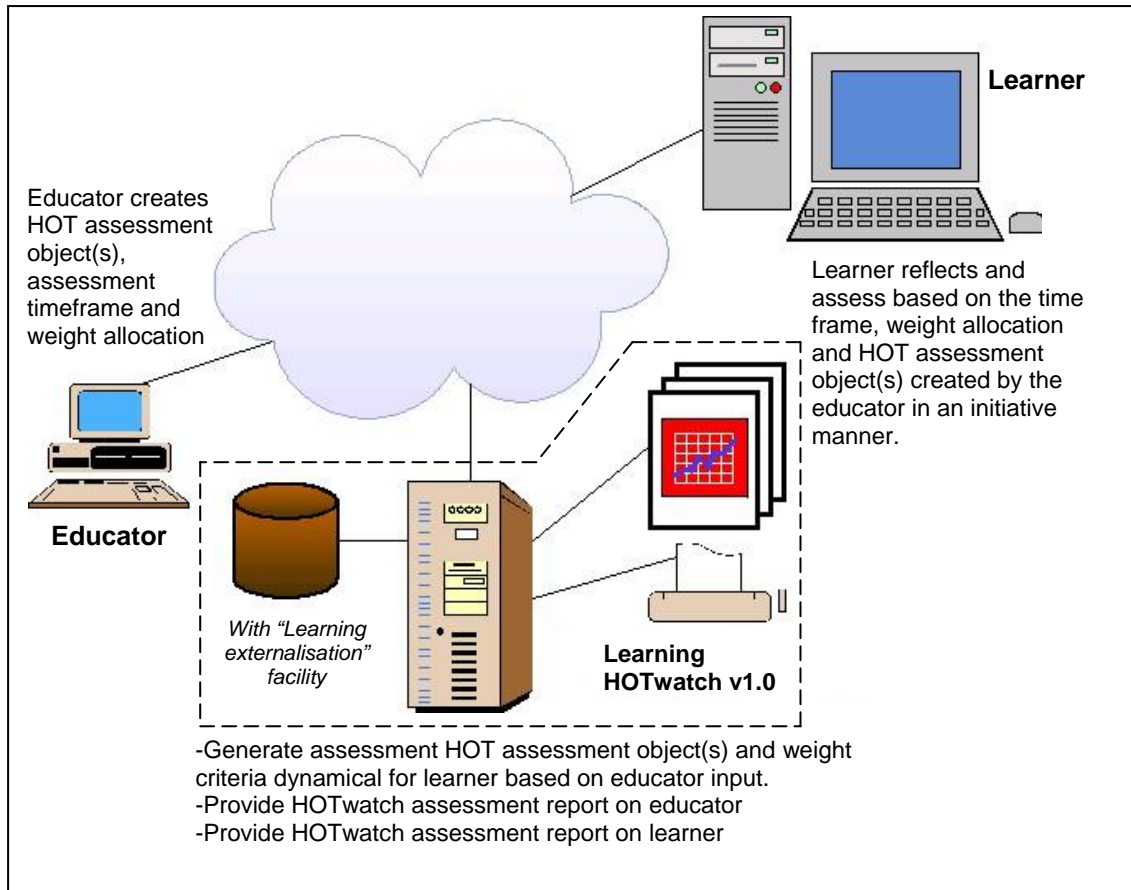 Learner
Educator creates
HOT assessment
object(s),
assessment
timeframe and
weight allocation
Learner reflects and
assess based on the time
frame, weight allocation
and HOT assessment
object(s) created by the
educator in an initiative
manner.
Educator
With “Learning
externalisation”
facility
Learning
HOTwatch v1.0
-Generate assessment HOT assessment object(s) and weight
criteria dynamical for learner based on educator input.
-Provide HOTwatch assessment report on educator
-Provide HOTwatch assessment report on learner